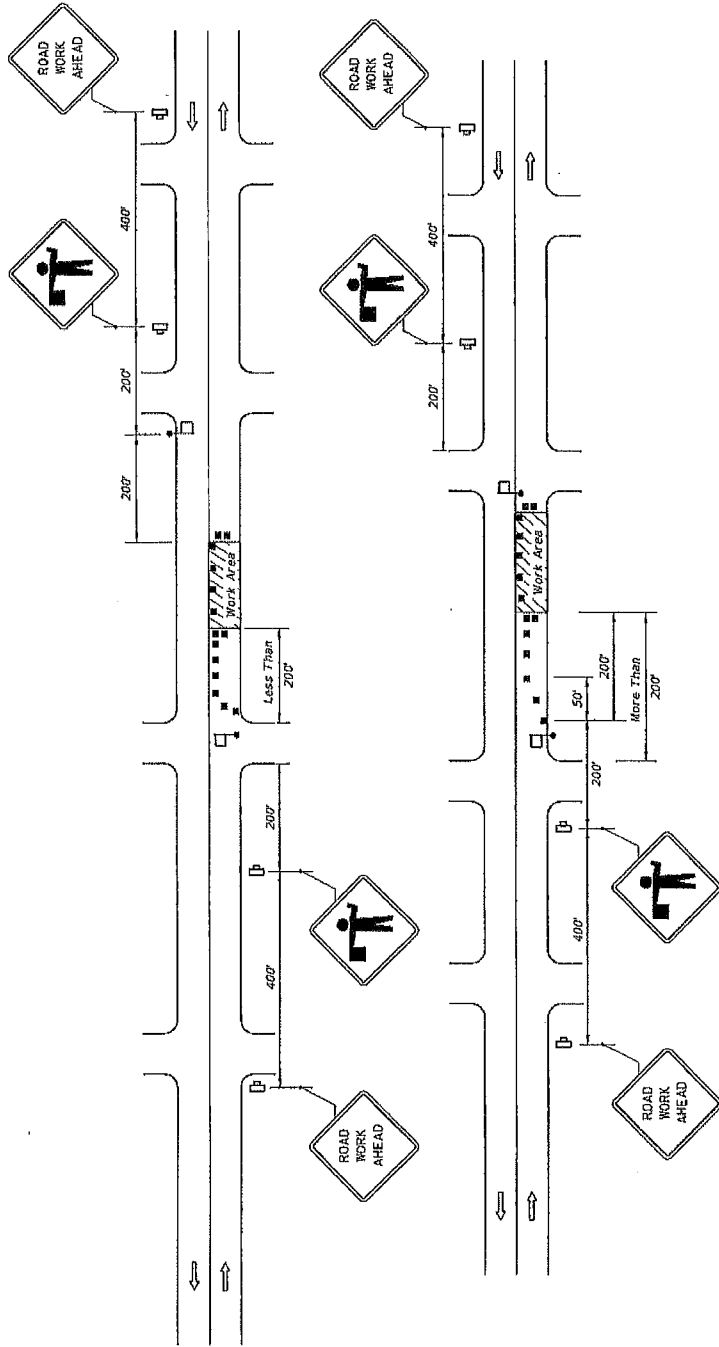 ROAD
WORK
AHEAD
400'
200'
200'
Work Area
Less Than
200'
200'
400'
ROAD
WORK
AHEAD
ROAD
WORK
AHEAD
400'
200'
Work Area
50'
200'
More Than
200'
200'
400'
ROAD
WORK
AHEAD